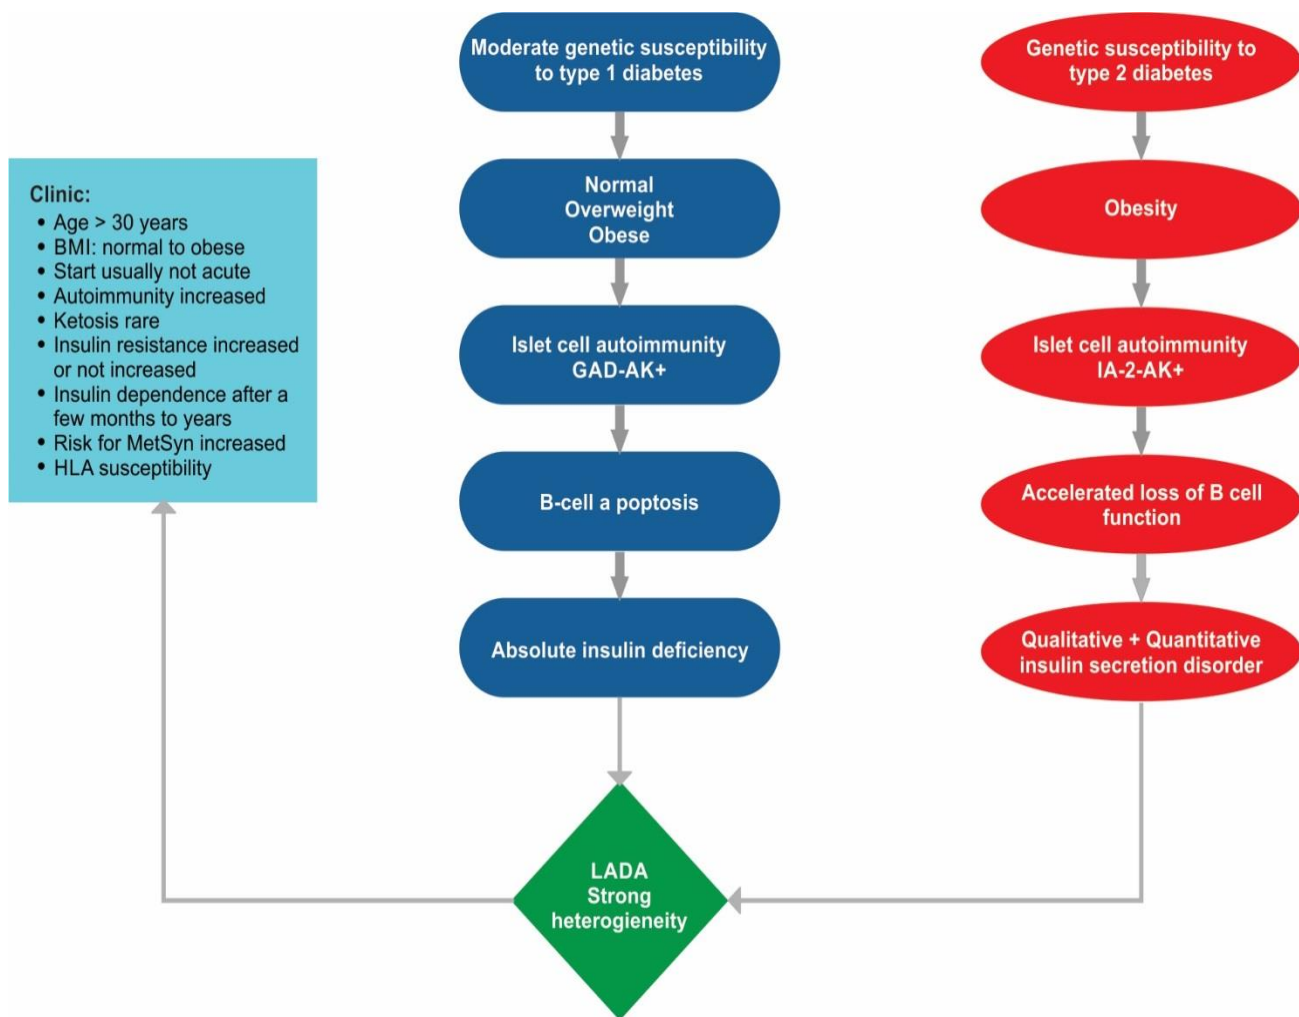 Moderate genetic susceptibility
to type 1 diabetes
Genetic susceptibility to
type 2 diabetes
Clinic:
• Age > 30 years
• BMI: normal to obese
• Start usually not acute
• Autoimmunity increased
• Ketosis rare
• Insulin resistance increased
or not increased
• Insulin dependence after a
few months to years
• Risk for MetSyn increased
• HLA susceptibility
Normal
Overweight
Obese
Obesity
Islet cell autoimmunity
GAD-AK+
Islet cell autoimmunity
IA-2-AK+
B-cell a poptosis
Accelerated loss of B cell
function
Absolute insulin deficiency
Qualitative + Quantitative
insulin secretion disorder
LADA
Strong
heterogieneity